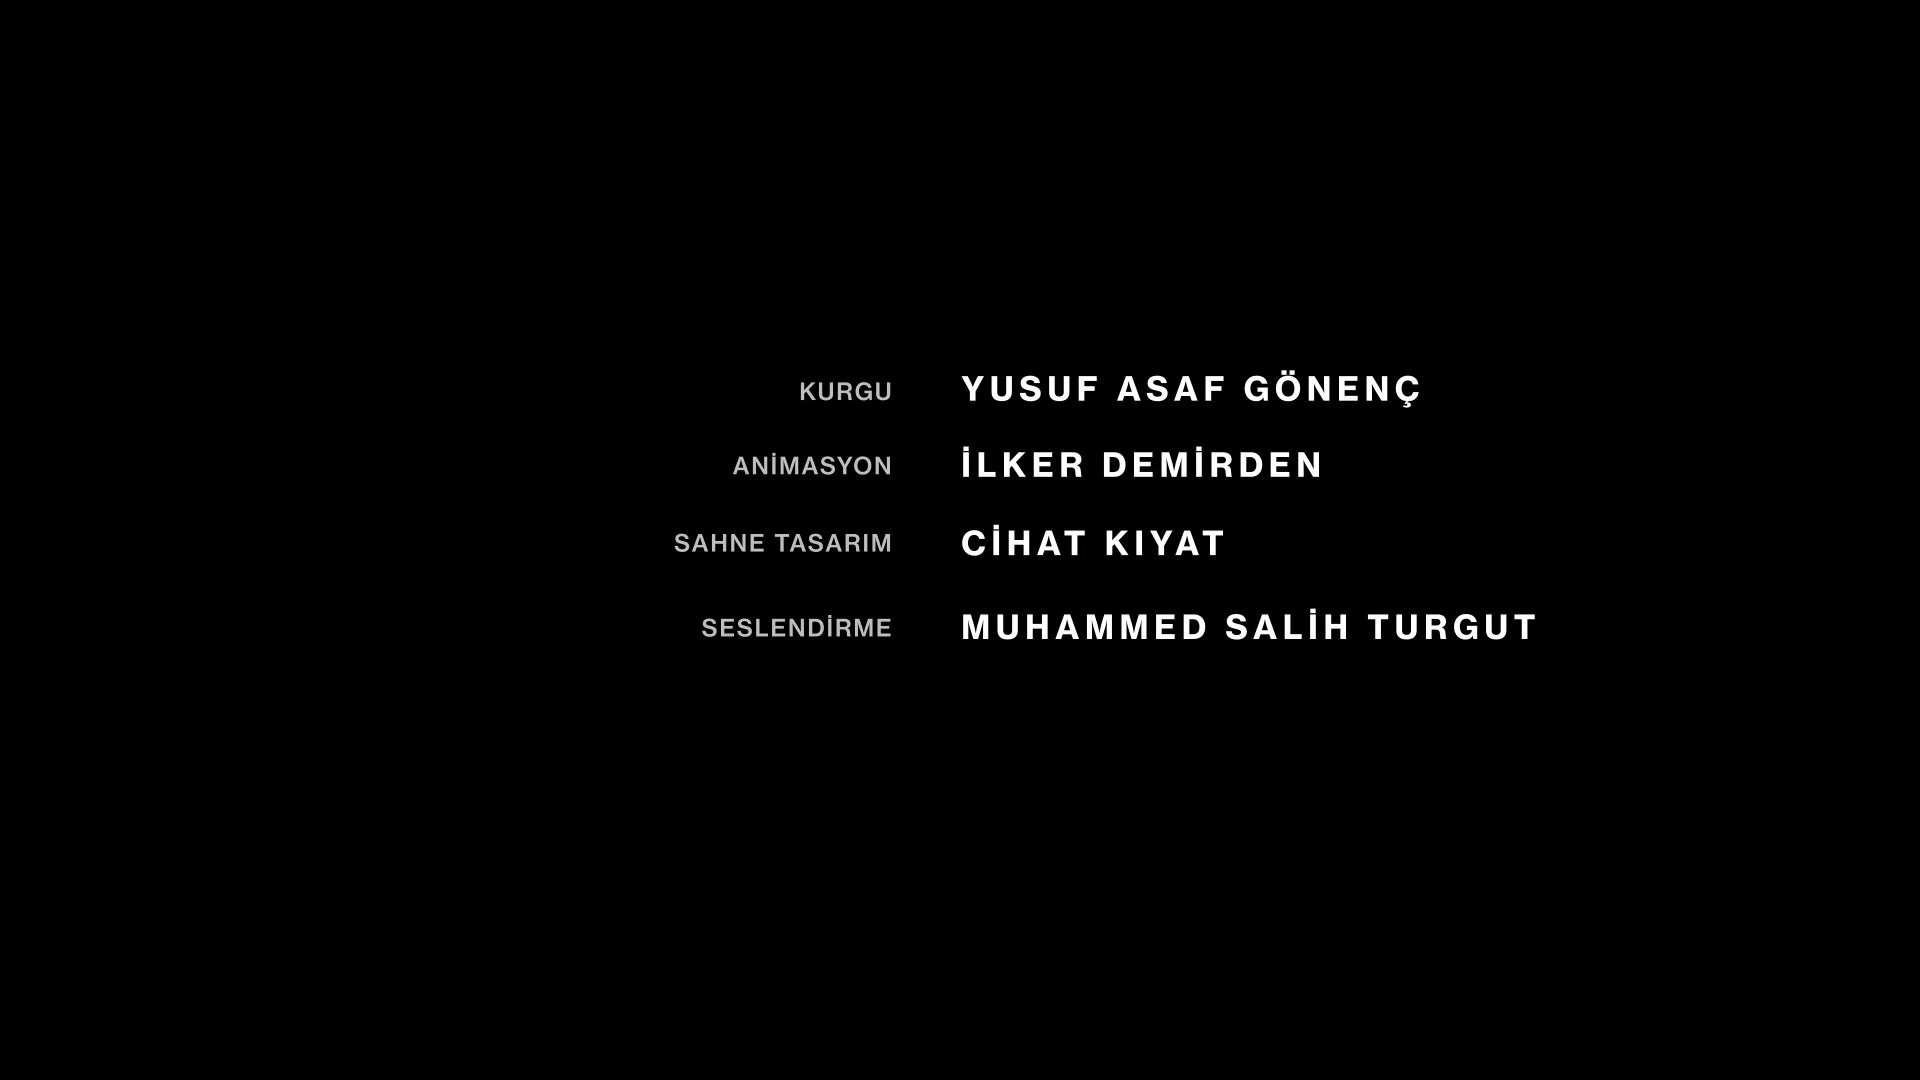 KURGU YUSUF ASAF GÖNENÇ
ANİMASYON İLKER DEMİRDEN
SAHNE TASARIM CİHAT KIYAT
SESLENDİRME MUHAMMED SALİH TURGUT